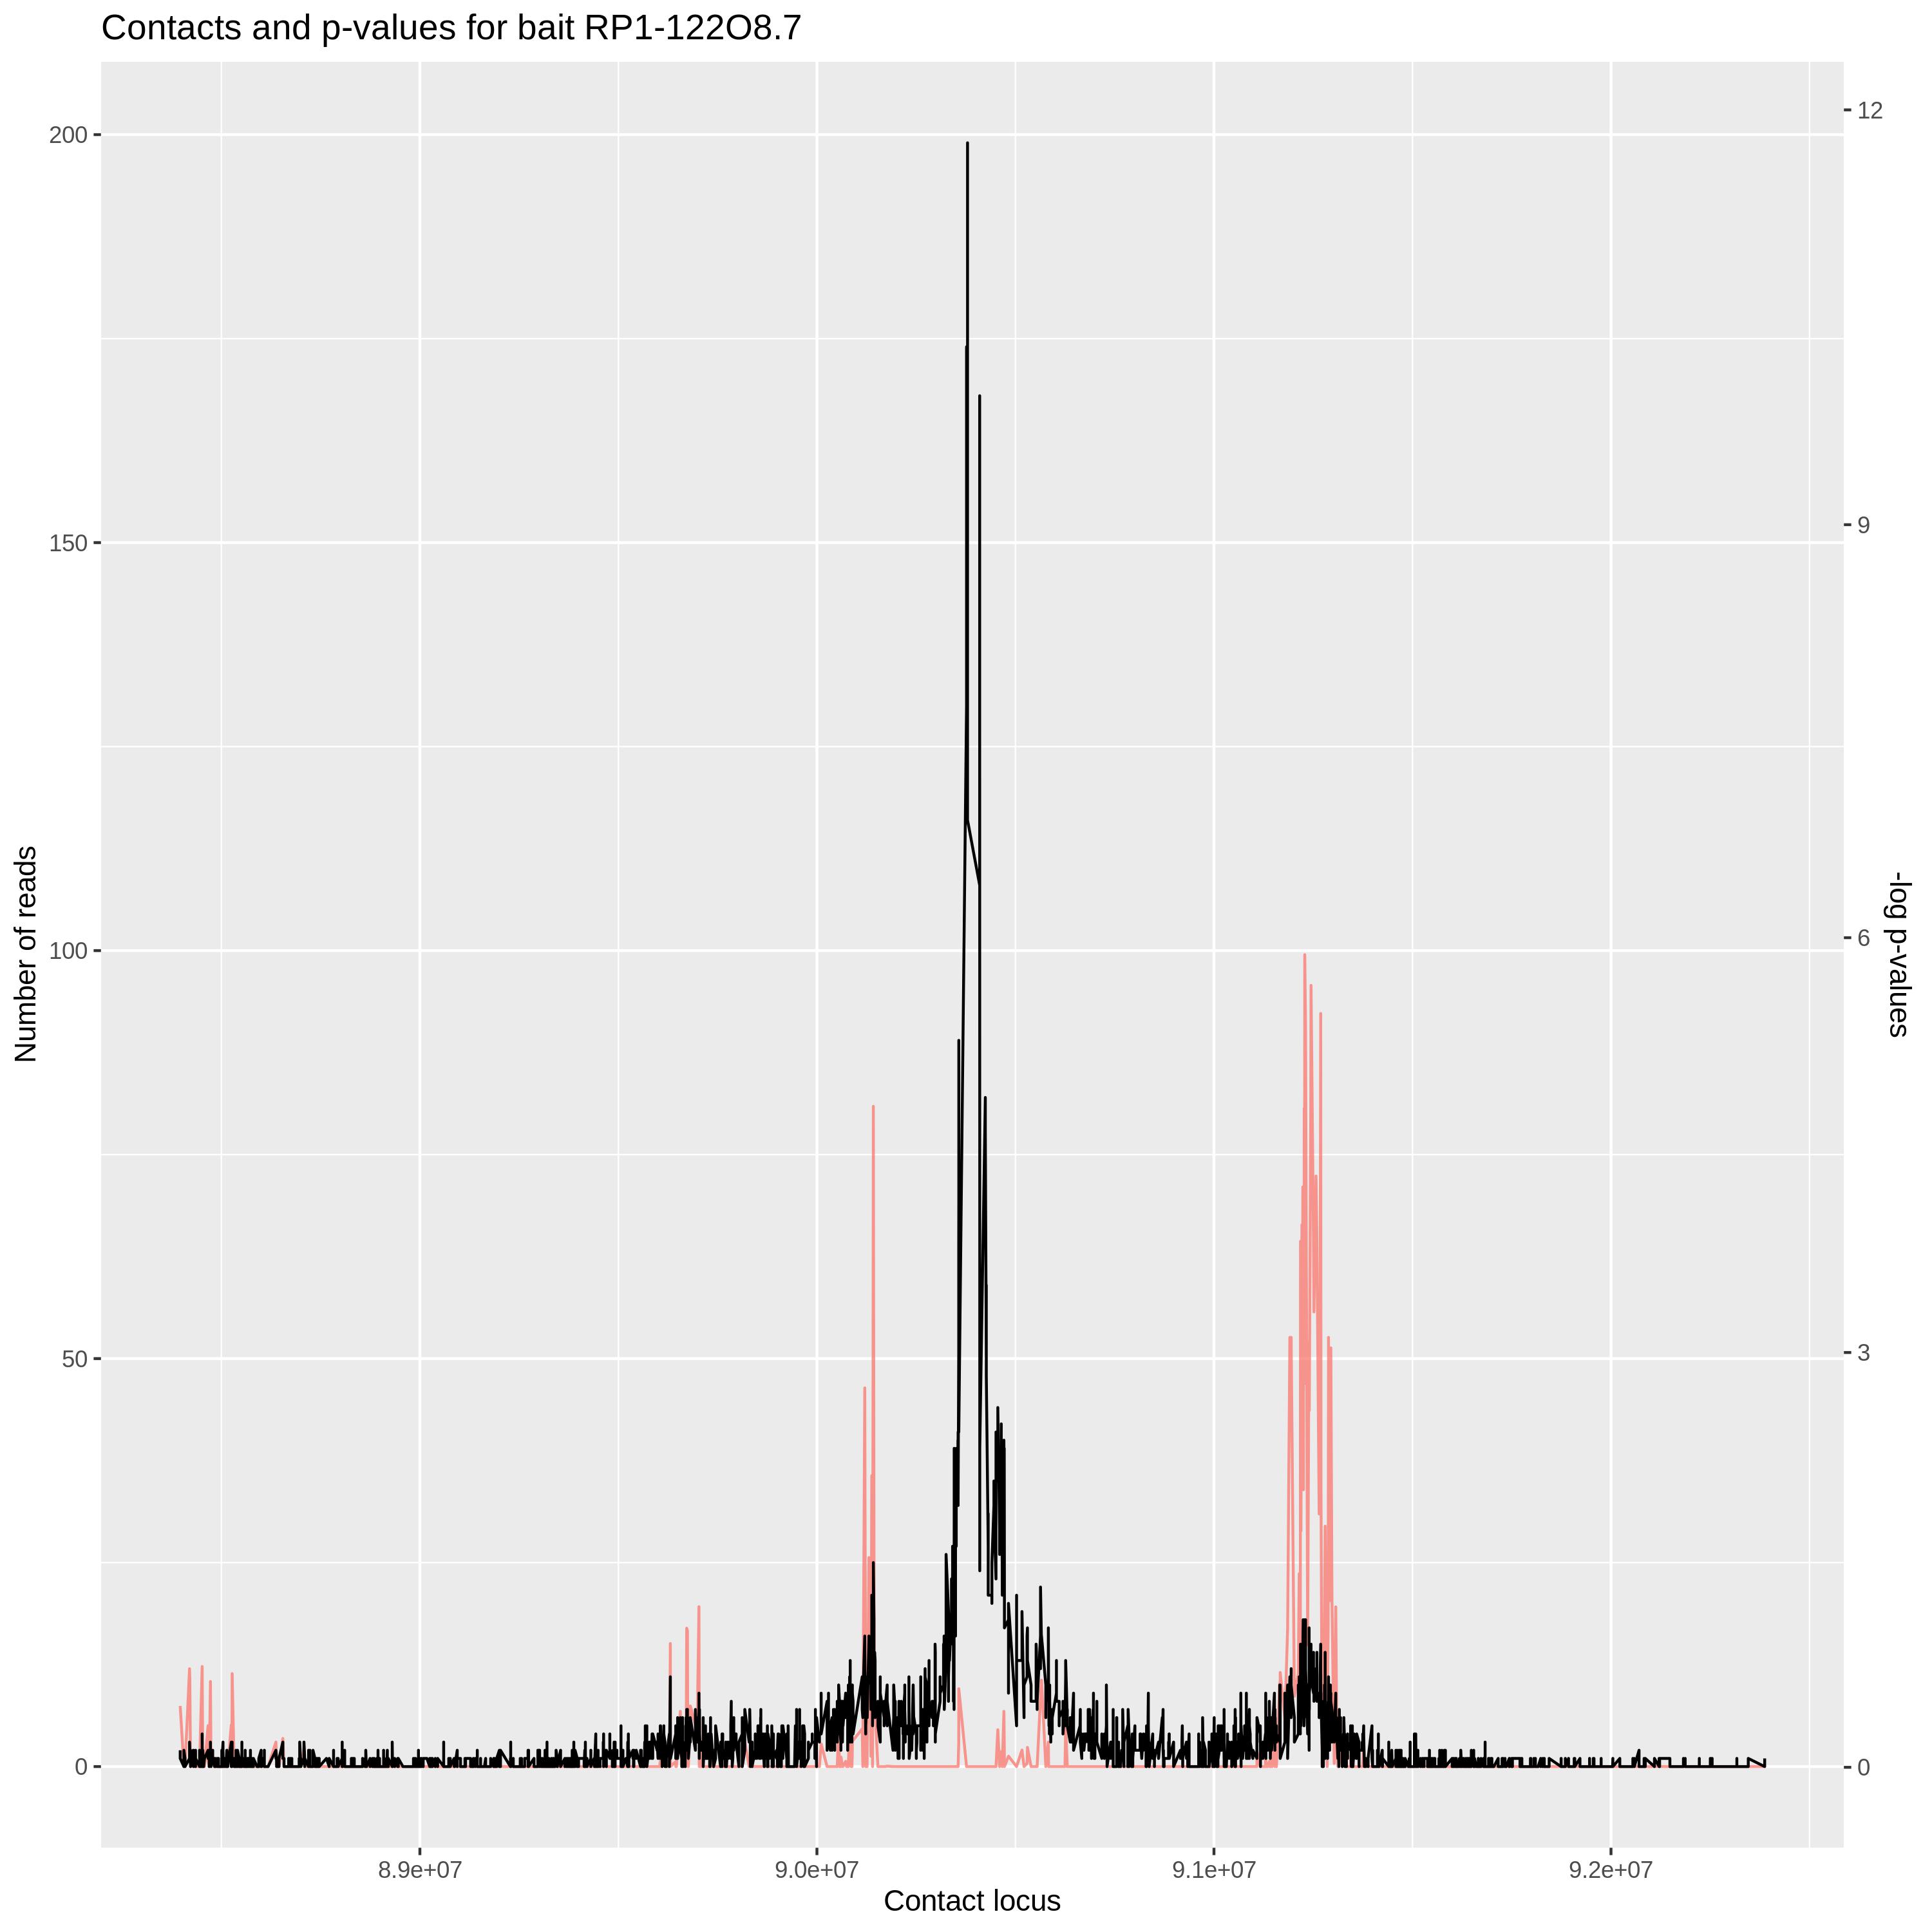 Contacts and p-values for bait RP1-122O8.7
200
150
100
50
0
12
9
6
3
0
Number of reads
-log p-values
8.9e+07 9.0e+07 9.1e+07 9.2e+07
Contact locus